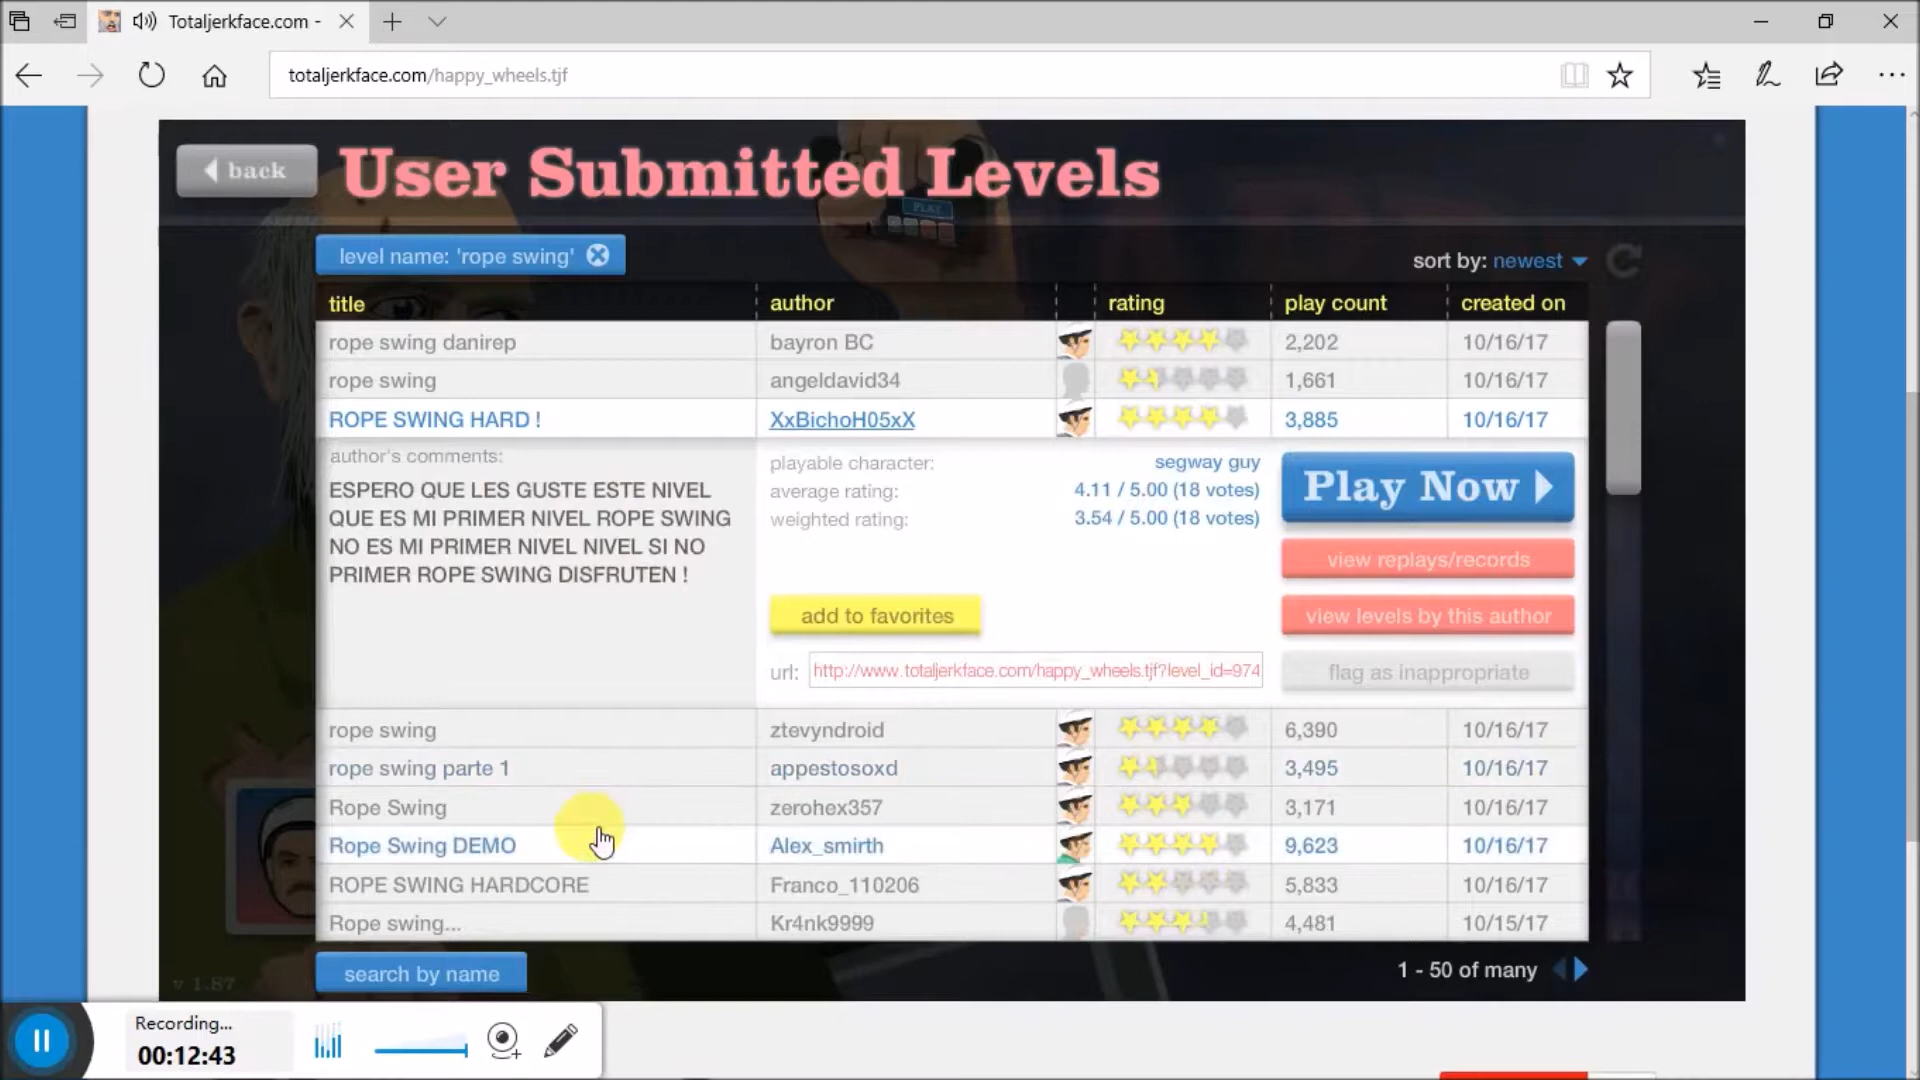 Totaljerkface.com -
totaljerkface.com/happy_wheels.tjf
back
User Submitted Levels
PLAY
level name: 'rope swing'
sort by: newest
title author rating play count created on
rope swing danirep bayron BC 2,202 10/16/17
rope swing angeldavid34 1,661 10/16/17
ROPE SWING HARD ! XxBichoH05xX 3,885 10/16/17
author's comments:
ESPERO QUE LES GUSTE ESTE NIVEL
QUE ES MI PRIMER NIVEL ROPE SWING
NO ES MI PRIMER NIVEL NIVEL SI NO
PRIMER ROPE SWING DISFRUTEN !
playable character: segway guy
average rating: 4.11 / 5.00 (18 votes)
weighted rating: 3.54 / 5.00 (18 votes)
add to favorites
url: http://www.totaljerkface.com/happy_wheels.tjf?level_id=974
Play Now
view replays/records
view levels by this author
flag as inappropriate
rope swing ztevyndroid 6,390 10/16/17
rope swing parte 1 appestosoxd 3,495 10/16/17
Rope Swing zerohex357 3,171 10/16/17
Rope Swing DEMO Alex_smirth 9,623 10/16/17
ROPE SWING HARDCORE Franco_110206 5,833 10/16/17
Rope swing... Kr4nk9999 4,481 10/15/17
search by name
1 - 50 of many
v 1.87
Recording...
00:12:43